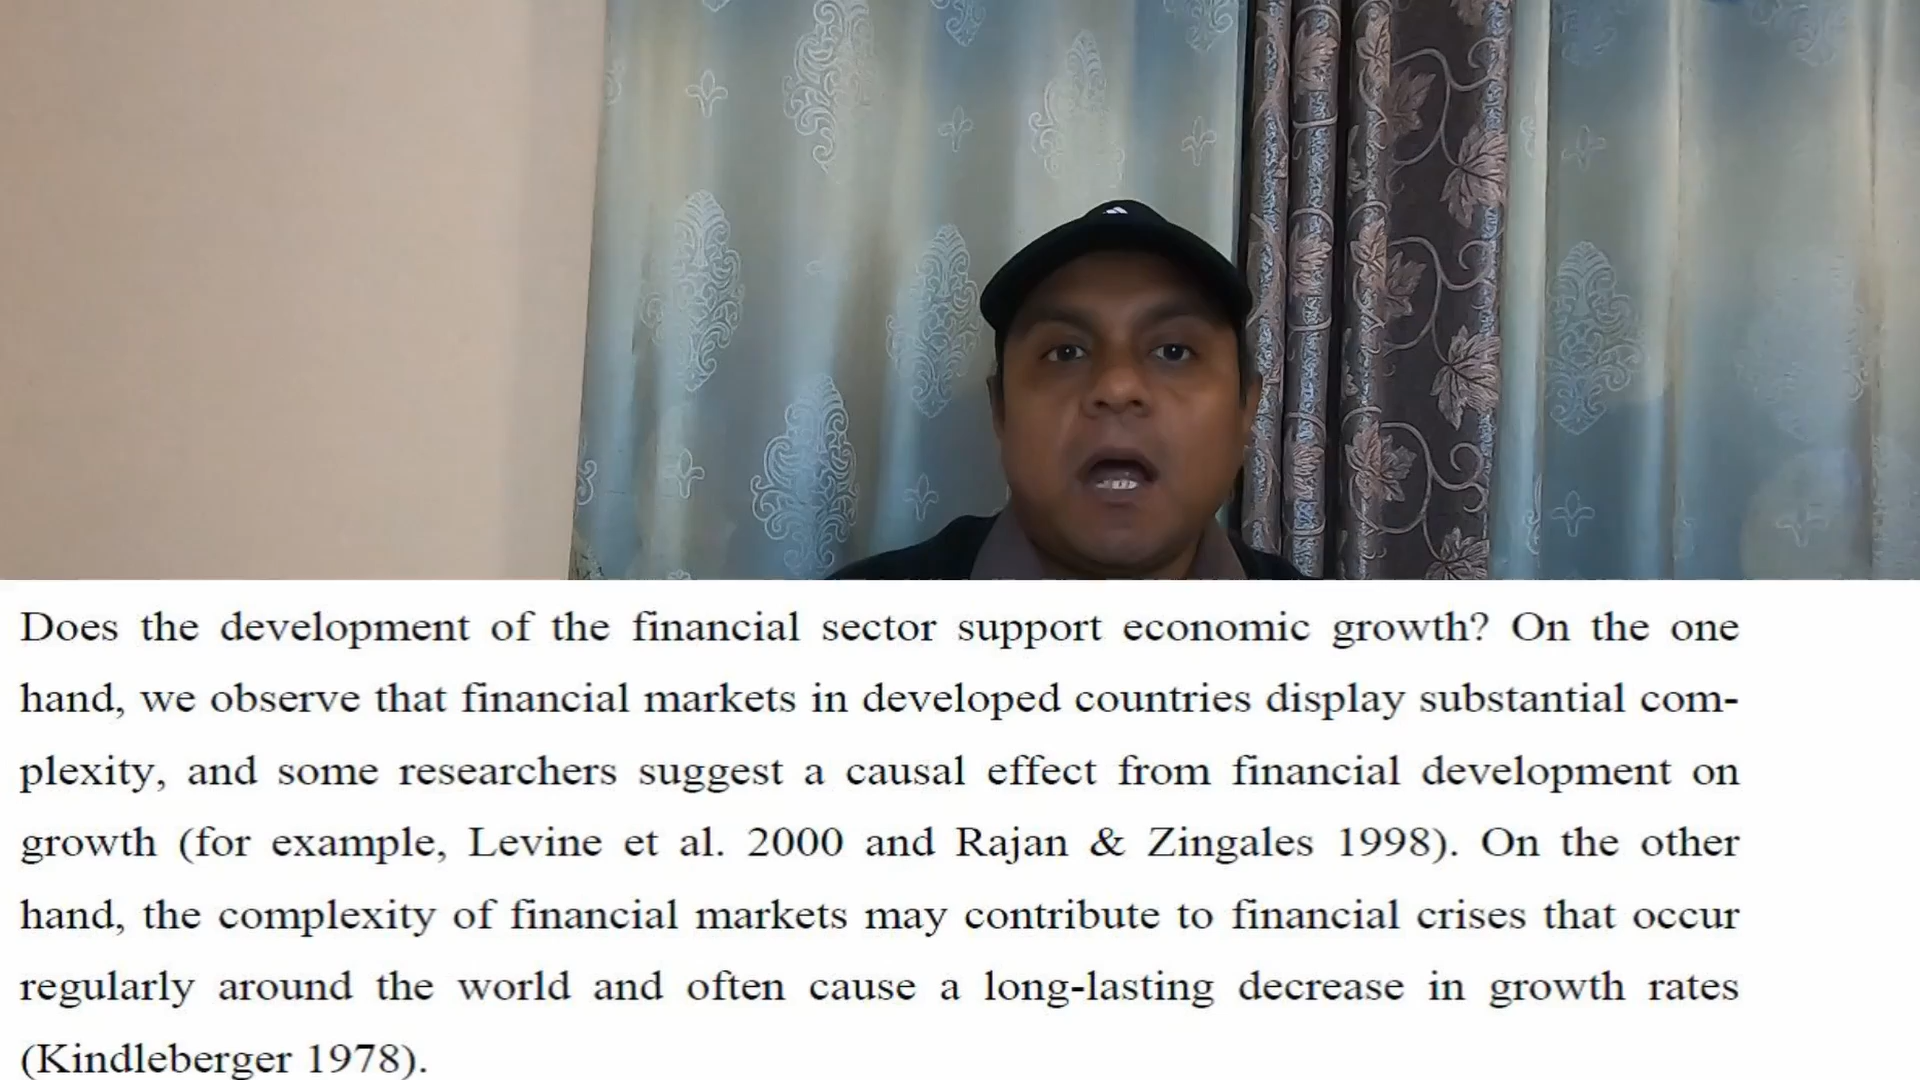 Does the development of the financial sector support economic growth? On the one
hand, we observe that financial markets in developed countries display substantial com-
plexity, and some researchers suggest a causal effect from financial development on
growth (for example, Levine et al. 2000 and Rajan & Zingales 1998). On the other
hand, the complexity of financial markets may contribute to financial crises that occur
regularly around the world and often cause a long-lasting decrease in growth rates
(Kindleberger 1978).